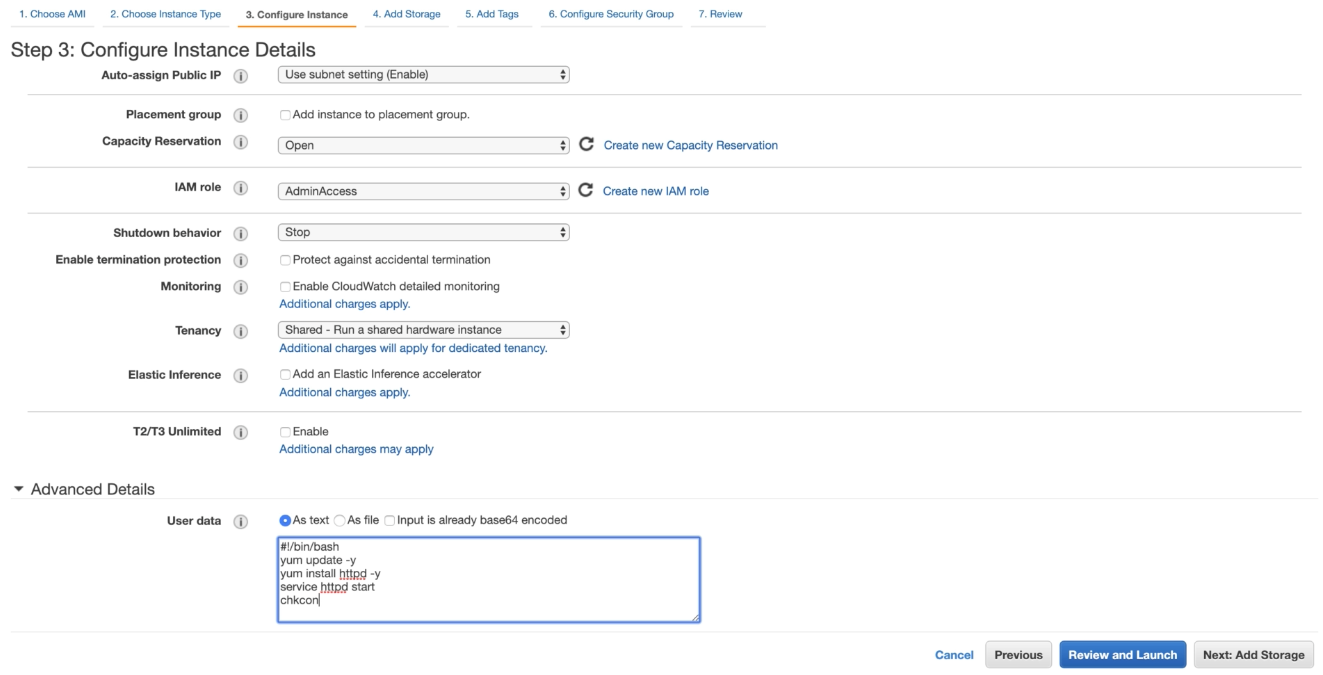 1. Choose AMI 2. Choose Instance Type 3. Configure Instance 4. Add Storage 5. Add Tags 6. Configure Security Group 7. Review
Step 3: Configure Instance Details
Auto-assign Public IP i Use subnet setting (Enable)
Placement group i Add instance to placement group.
Capacity Reservation i Open Create new Capacity Reservation
IAM role i AdminAccess Create new IAM role
Shutdown behavior i Stop
Enable termination protection i Protect against accidental termination
Monitoring i Enable CloudWatch detailed monitoring
Additional charges apply.
Tenancy i Shared - Run a shared hardware instance
Additional charges will apply for dedicated tenancy.
Elastic Inference i Add an Elastic Inference accelerator
Additional charges apply.
T2/T3 Unlimited i Enable
Additional charges may apply
Advanced Details
User data i As text As file Input is already base64 encoded
#!/bin/bash
yum update -y
yum install httpd -y
service httpd start
chkcon
Cancel Previous Review and Launch Next: Add Storage